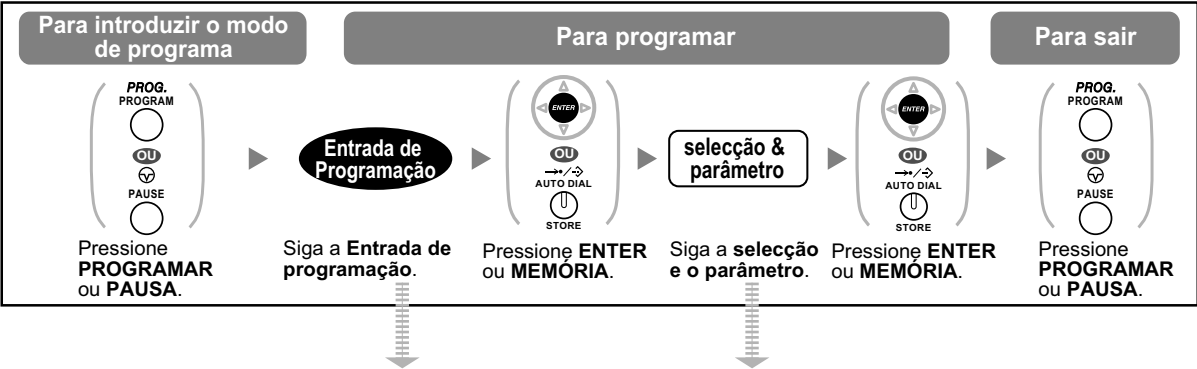 Para introduzir o modo
de programa
Para programar
Para sair
PROG.
PROGRAM
OU
PAUSE
Pressione
PROGRAMAR
ou PAUSA.
Entrada de
Programação
Siga a Entrada de
programação.
ENTER
OU
AUTO DIAL
STORE
Pressione ENTER
ou MEMÓRIA.
selecção &
parâmetro
Siga a selecção
e o parâmetro.
ENTER
OU
AUTO DIAL
STORE
Pressione ENTER
ou MEMÓRIA.
PROG.
PROGRAM
OU
PAUSE
Pressione
PROGRAMAR
ou PAUSA.